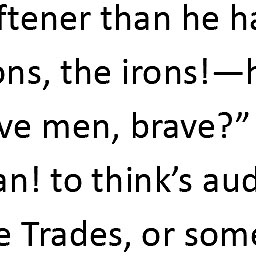 ftener than he ha
ons, the irons!—h
ve men, brave?”
an! to think’s aud
e Trades, or some